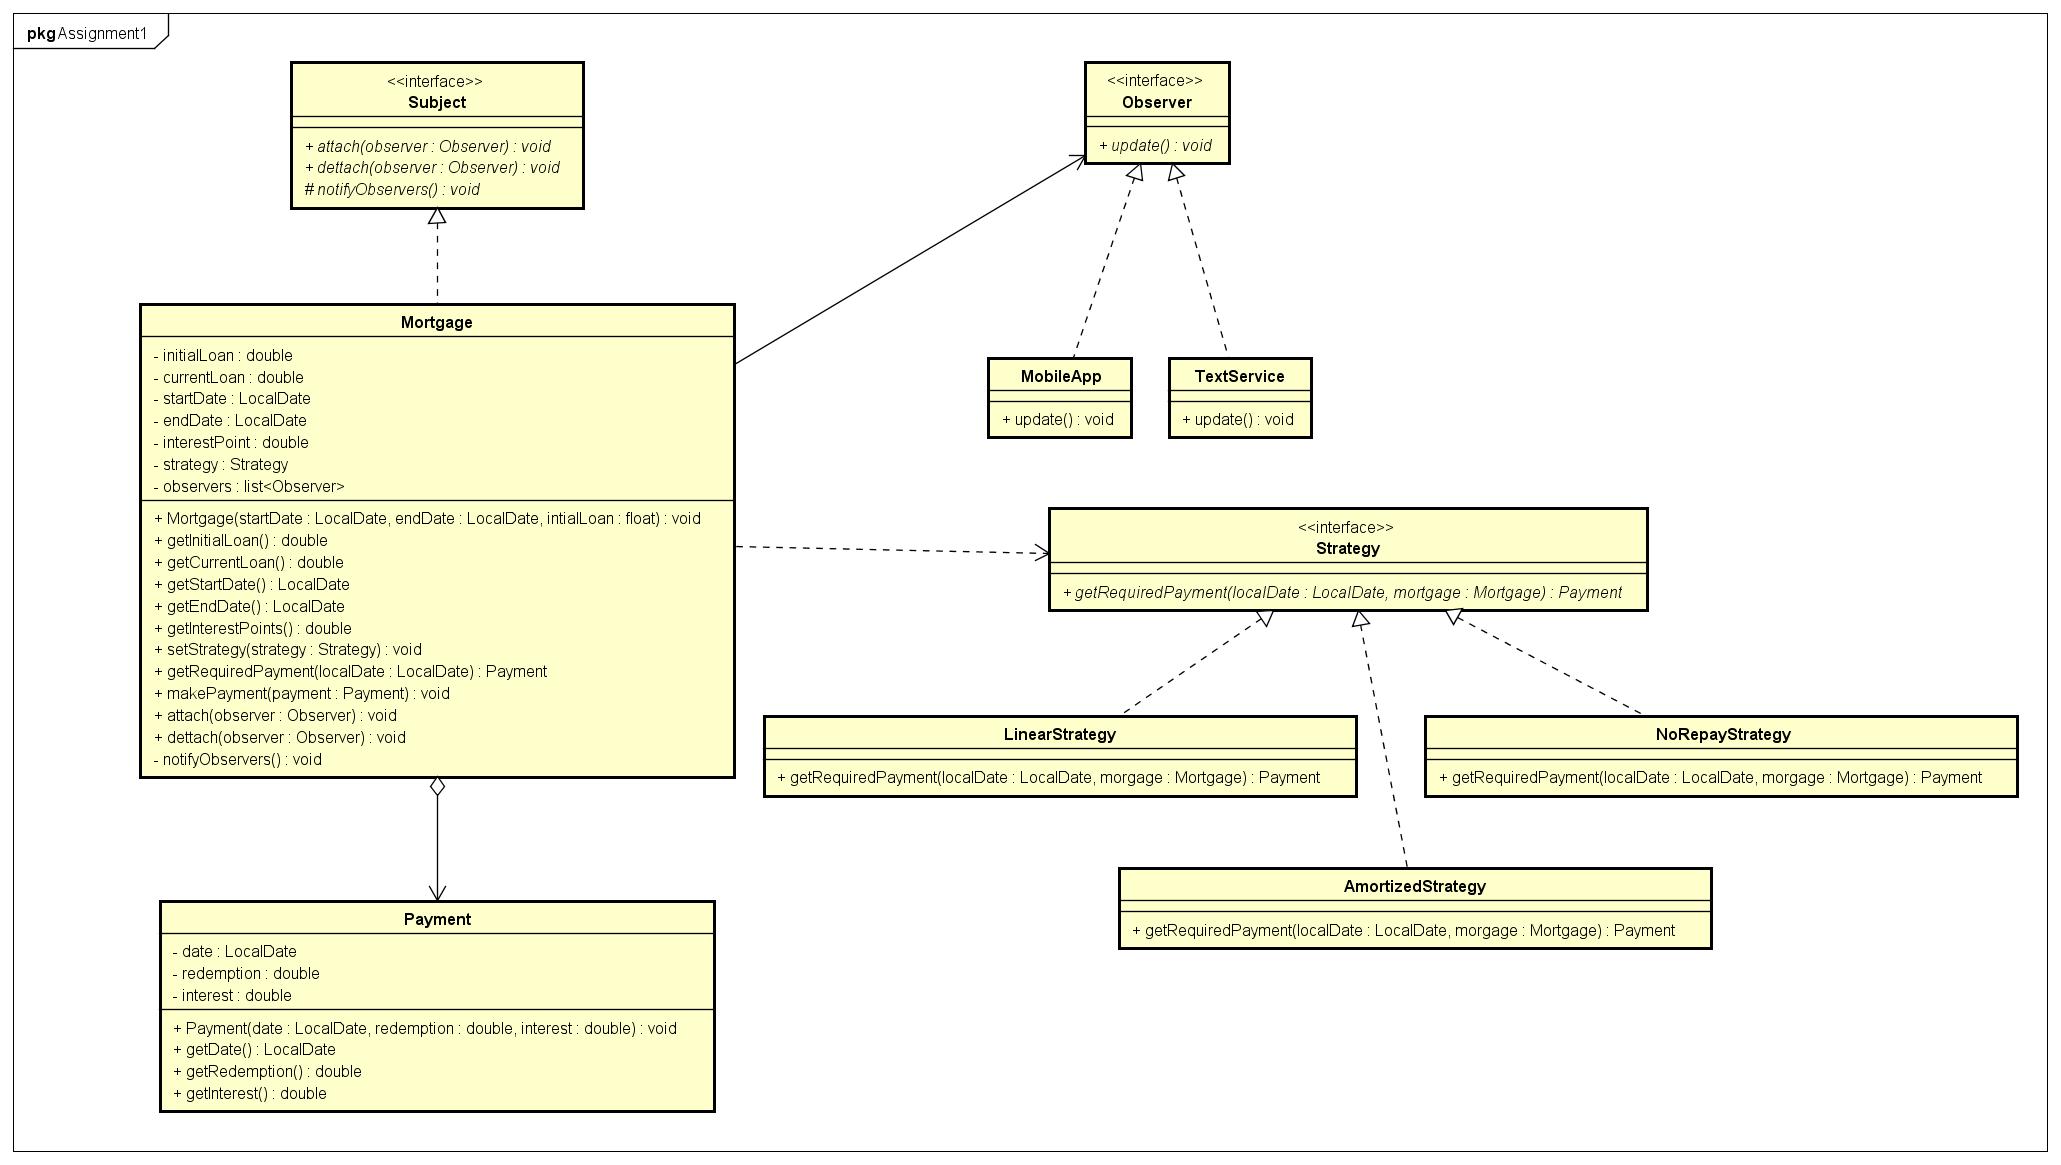 pkg Assignment1
<<interface>>
Subject
+ attach(observer : Observer) : void
+ dettach(observer : Observer) : void
# notifyObservers() : void
<<interface>>
Observer
+ update() : void
Mortgage
- initialLoan : double
- currentLoan : double
- startDate : LocalDate
- endDate : LocalDate
- interestPoint : double
- strategy : Strategy
- observers : list<Observer>
+ Mortgage(startDate : LocalDate, endDate : LocalDate, intialLoan : float) : void
+ getInitialLoan() : double
+ getCurrentLoan() : double
+ getStartDate() : LocalDate
+ getEndDate() : LocalDate
+ getInterestPoints() : double
+ setStrategy(strategy : Strategy) : void
+ getRequiredPayment(localDate : LocalDate) : Payment
+ makePayment(payment : Payment) : void
+ attach(observer : Observer) : void
+ dettach(observer : Observer) : void
- notifyObservers() : void
MobileApp
+ update() : void
TextService
+ update() : void
<<interface>>
Strategy
+ getRequiredPayment(localDate : LocalDate, mortgage : Mortgage) : Payment
LinearStrategy
+ getRequiredPayment(localDate : LocalDate, morgage : Mortgage) : Payment
NoRepayStrategy
+ getRequiredPayment(localDate : LocalDate, morgage : Mortgage) : Payment
AmortizedStrategy
+ getRequiredPayment(localDate : LocalDate, morgage : Mortgage) : Payment
Payment
- date : LocalDate
- redemption : double
- interest : double
+ Payment(date : LocalDate, redemption : double, interest : double) : void
+ getDate() : LocalDate
+ getRedemption() : double
+ getInterest() : double